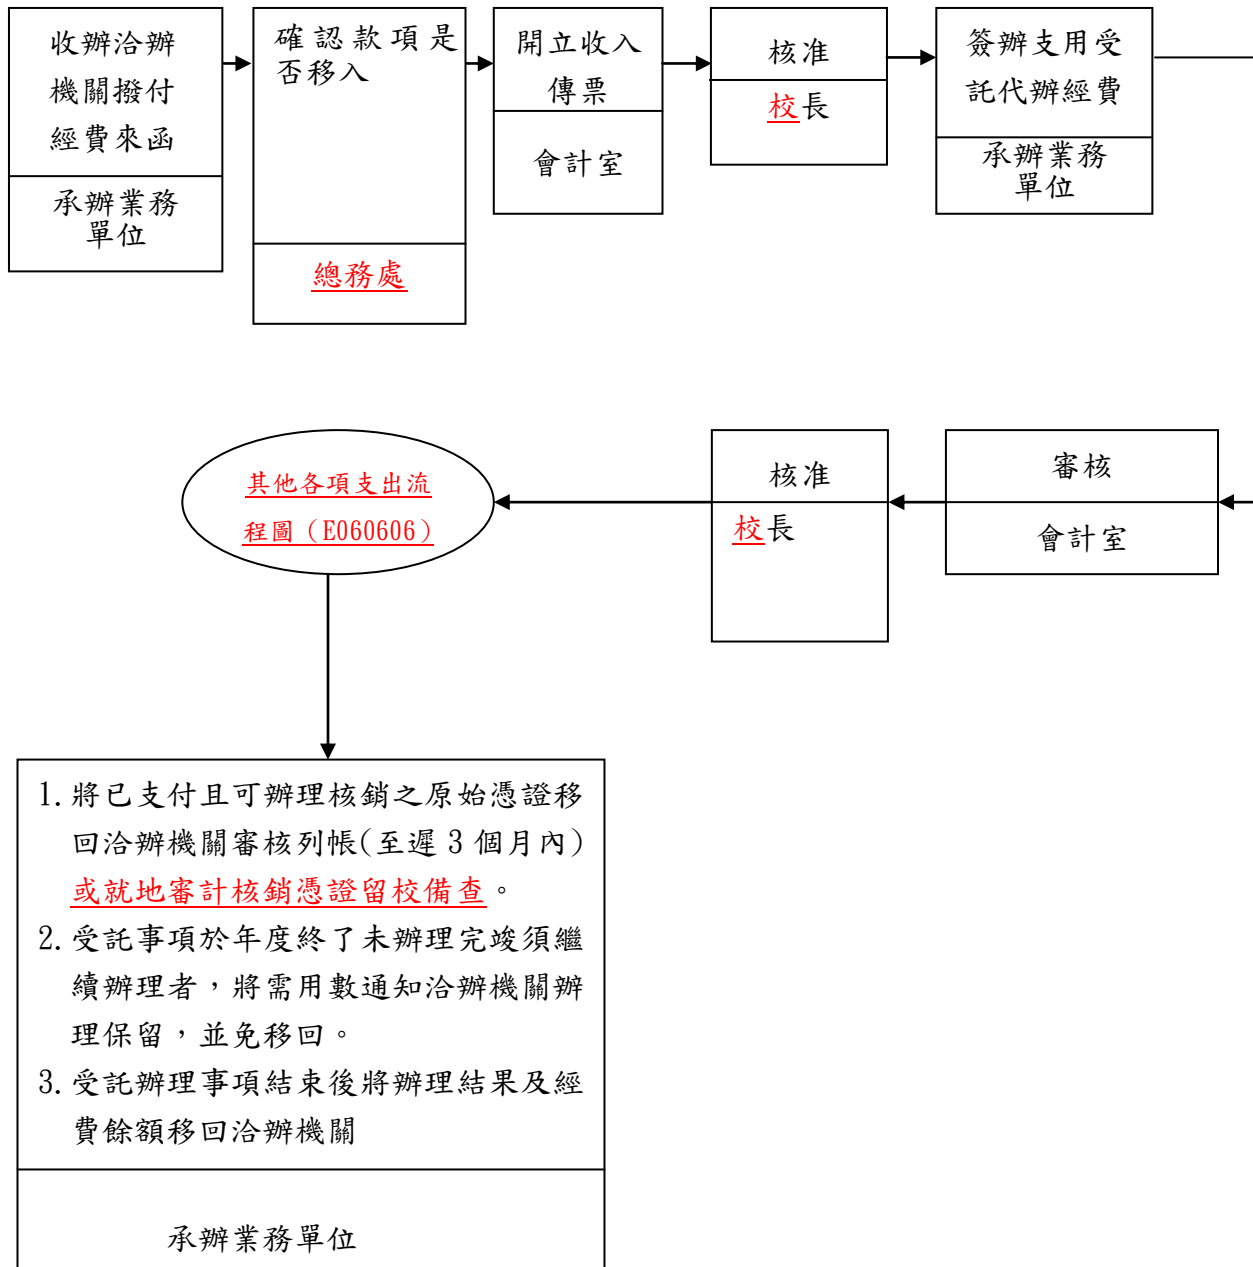 收辦洽辦
機關撥付
經費來函
承辦業務
單位
確認款項是
否移入
總務處
開立收入
傳票
會計室
核准
校長
簽辦支用受
託代辦經費
承辦業務
單位
審核
會計室
核准
校長
其他各項支出流
程圖（E060606）
1. 將已支付且可辦理核銷之原始憑證移
回洽辦機關審核列帳(至遲 3 個月內)
或就地審計核銷憑證留校備查。
2. 受託事項於年度終了未辦理完竣須繼
續辦理者，將需用數通知洽辦機關辦
理保留，並免移回。
3. 受託辦理事項結束後將辦理結果及經
費餘額移回洽辦機關
承辦業務單位